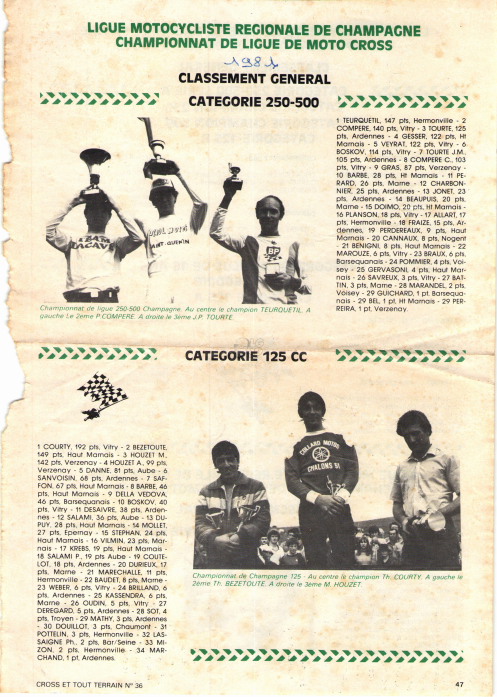 LIGUE MOTOCYCLISTE REGIONALE DE CHAMPAGNE
CHAMPIONNAT DE LIGUE DE MOTO CROSS
1981
CLASSEMENT GENERAL
CATEGORIE 250-500
1 TEURQUETIL, 147 pts, Hermonville - 2
COMPERE, 140 pts, Vitry - 3 TOURTE, 125
pts, Ardennes - 4 GESSER, 122 pts, Ht
Marnais - 5 VEYRAT, 122 pts, Vitry - 6
BOSKOV, 114 pts, Vitry - 7 TOURTE J.M.,
105 pts, Ardennes - 8 COMPERE C., 103
pts, Vitry - 9 GRAS, 87 pts, Verzenay -
10 BARBE, 28 pts, Ht Marnais - 11 PE-
RARD, 26 pts, Marne - 12 CHARBON-
NIER, 25 pts, Ardennes - 13 JONET, 23
pts, Ardennes - 14 BEAUPUIS, 20 pts,
Marne - 15 DOIMO, 20 pts, Ht Marnais -
16 PLANSON, 18 pts, Vitry - 17 ALLART, 17
pts, Hermonville - 18 FRAIZE, 15 pts, Ar-
dennes, 19 PERDEREAUX, 9 pts, Haut
Marnais - 20 CANNAUX, 8 pts, Nogent
- 21 BENIGNI, 8 pts, Haut Marnais - 22
MAROUZE, 6 pts, Vitry - 23 BRAUX, 6 pts,
Barsequanais - 24 POMMIER, 4 pts, Voi-
sey - 25 GERVASONI, 4 pts, Haut Mar-
nais - 26 SAVREUX, 3 pts, Vitry - 27 BAT-
TIN, 3 pts, Marne - 28 MARANDEL, 2 pts,
Voisey - 29 GUICHARD, 1 pt, Barsequa-
nais - 29 BEL, 1 pt, Ht Marnais - 29 PER-
REIRA, 1 pt, Verzenay.
TEAM
LACAVE
SAINT-QUENTIN
BP
Championnat de ligue 250-500 Champagne. Au centre le champion TEURQUETIL, A
gauche Le 2ème P.COMPERE. A droite le 3ème J.P. TOURTE.
CATEGORIE 125 CC
1 COURTY, 192 pts, Vitry - 2 BEZETOUTE,
149 pts, Haut Marnais - 3 HOUZET M.,
142 pts, Verzenay - 4 HOUZET A., 99 pts,
Verzenay - 5 DANNE, 81 pts, Aube - 6
SANVOISIN, 68 pts, Ardennes - 7 SAF-
FON, 67 pts, Haut Marnais - 8 BARBE, 46
pts, Haut Marnais - 9 DELLA VEDOVA,
46 pts, Barsequanais - 10 BOSKOV, 40
pts, Vitry - 11 DESAIVRE, 38 pts, Arden-
nes - 12 SALAMI, 36 pts, Aube - 13 DU-
PUY, 28 pts, Haut Marnais - 14 MOLLET,
27 pts, Epernay - 15 STEPHAN, 24 pts,
Haut Marnais - 16 VILMIN, 23 pts, Mar-
nais - 17 KREBS, 19 pts, Haut Marnais -
18 SALAMI P., 19 pts Aube - 19 COUTE-
LOT, 18 pts, Ardennes - 20 DURIEUX, 17
pts, Marne - 21 MARECHALLE, 11 pts,
Hermonville - 22 BAUDET, 8 pts, Marne -
23 WEBER, 6 pts, Vitry - 24 BRILLAND, 6
pts, Ardennes - 25 KASSENDRA, 6 pts,
Marne - 26 OUDIN, 5 pts, Vitry - 27
DEREGARD, 5 pts, Ardennes - 28 SOT, 4
pts, Troyen - 29 MATHY, 3 pts, Ardennes
- 30 DOUILLOT, 3 pts, Chaumont - 31
POTTELIN, 3 pts, Hermonville - 32 LAS-
SAIGNE Ph., 2 pts, Bar/Seine - 33 MI-
ZON, 2 pts, Hermonville - 34 MAR-
CHAND, 1 pt, Ardennes.
COLLARD MOTOS
CHALONS 51
Championnat de Champagne 125 - Au centre le champion Th. COURTY. A gauche le
2ème Th. BEZETOUTE. A droite le 3ème M. HOUZET.
CROSS ET TOUT TERRAIN N° 36
47